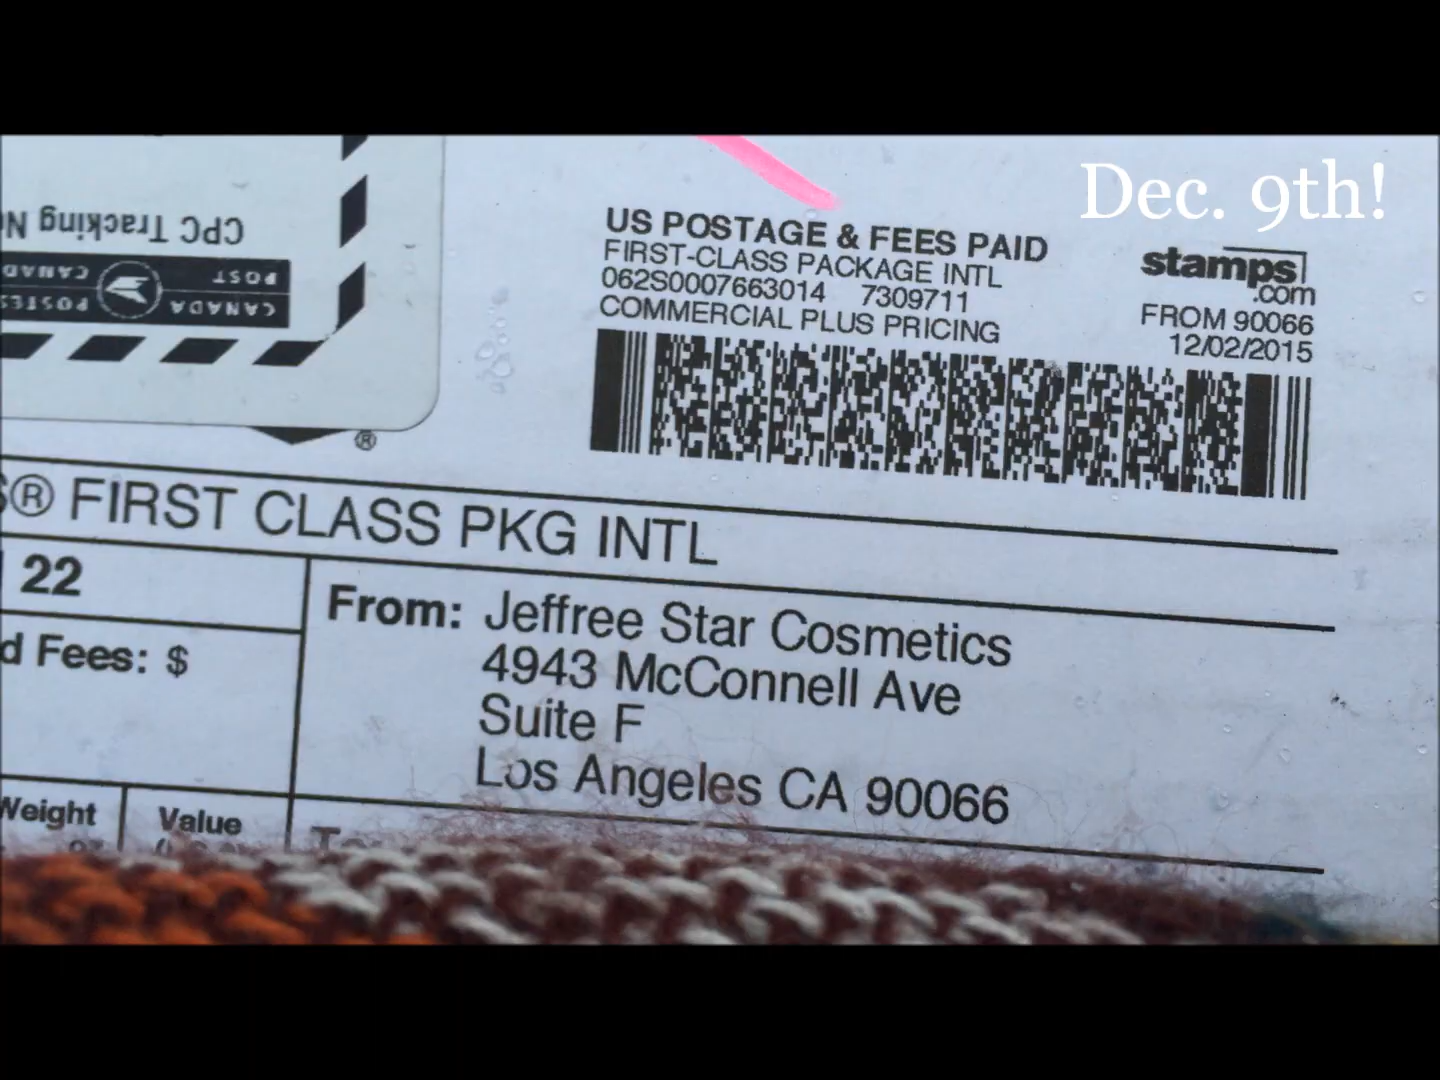 Dec. 9th!
CPC Tracking
CANADA POSTES
POST CANADA
US POSTAGE & FEES PAID
FIRST-CLASS PACKAGE INTL
062S0007663014 7309711
COMMERCIAL PLUS PRICING
stamps
.com
FROM 90066
12/02/2015
®
® FIRST CLASS PKG INTL
22
Fees: $
From: Jeffree Star Cosmetics
4943 McConnell Ave
Suite F
Los Angeles CA 90066
Weight
Value